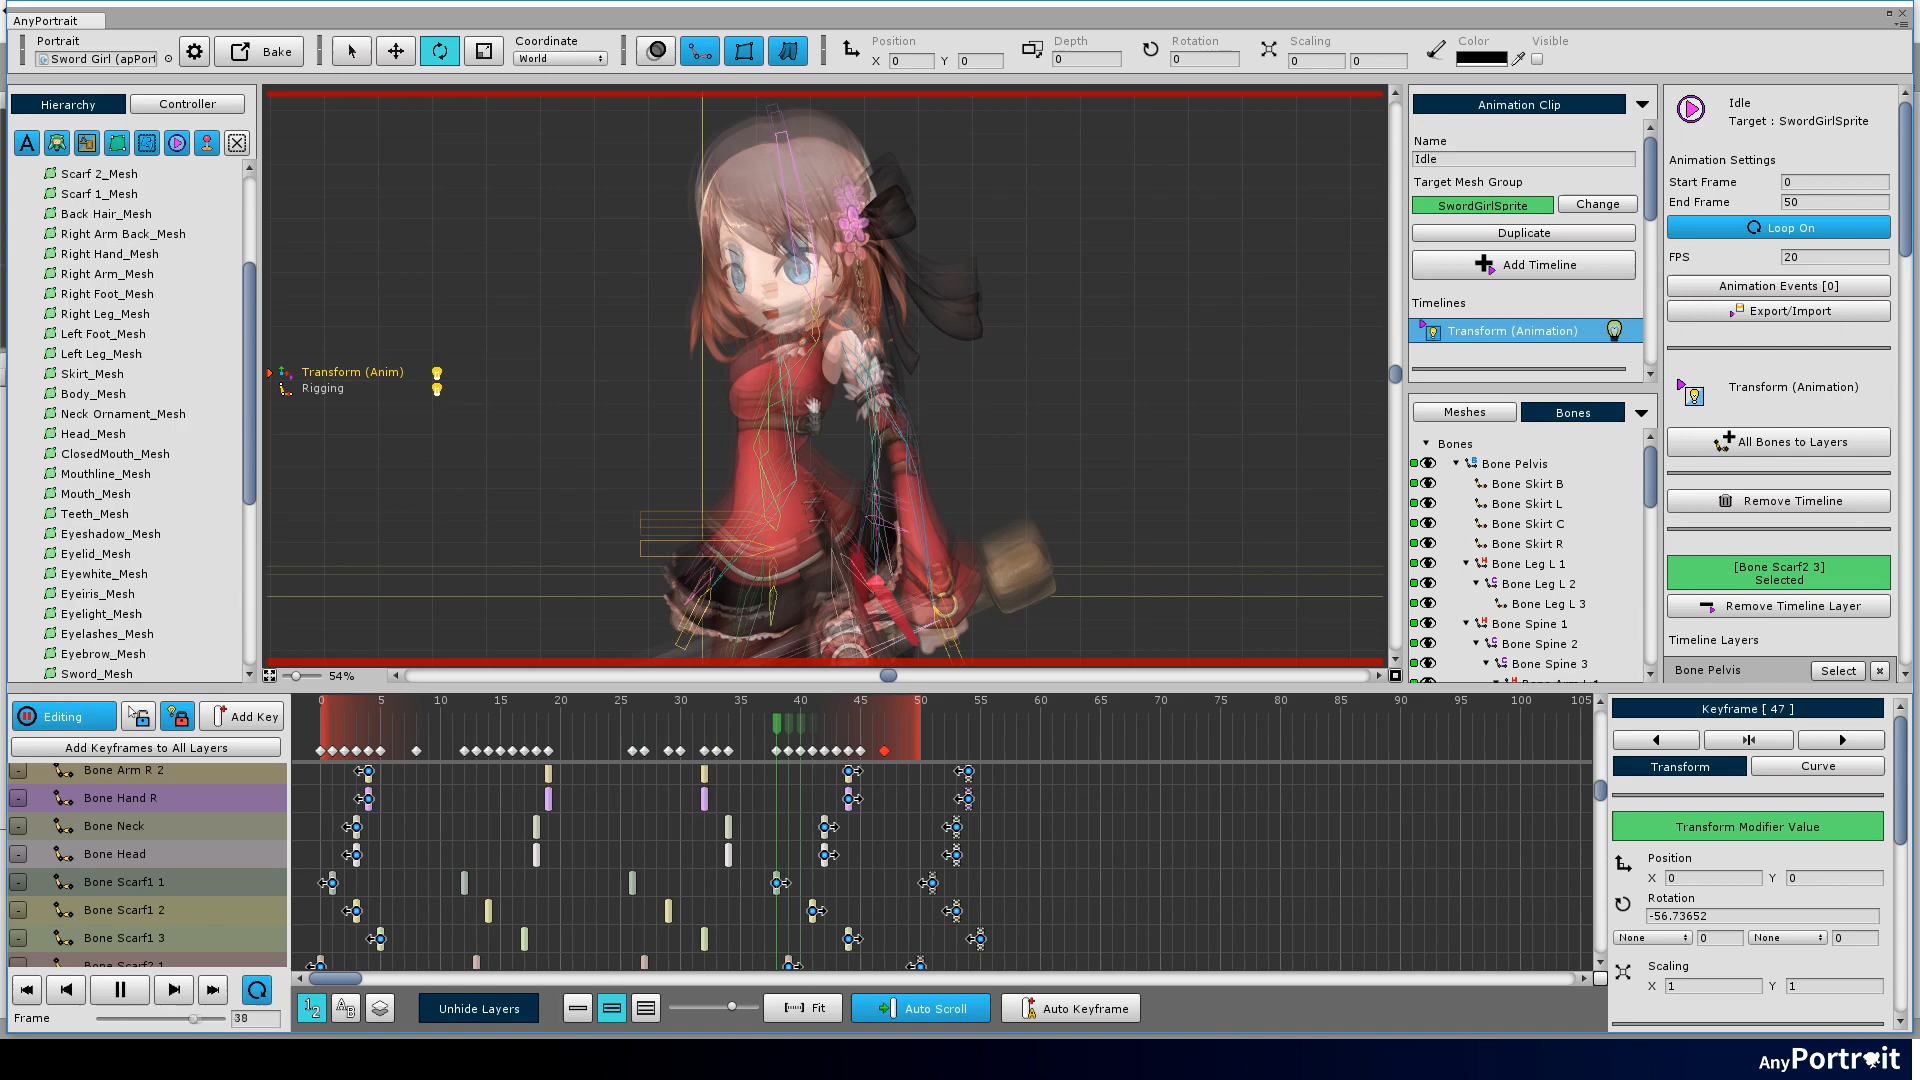 AnyPortrait
Portrait
Sword Girl (apPort
Bake
Coordinate
World
Position
X 0 Y 0
Depth
0
Rotation
0
Scaling
0 0
Color
Visible
Hierarchy
Controller
Scarf 2_Mesh
Scarf 1_Mesh
Back Hair_Mesh
Right Arm Back_Mesh
Right Hand_Mesh
Right Arm_Mesh
Right Foot_Mesh
Right Leg_Mesh
Left Foot_Mesh
Left Leg_Mesh
Skirt_Mesh
Body_Mesh
Neck Ornament_Mesh
Head_Mesh
ClosedMouth_Mesh
Mouthline_Mesh
Mouth_Mesh
Teeth_Mesh
Eyeshadow_Mesh
Eyelid_Mesh
Eyewhite_Mesh
Eyeiris_Mesh
Eyelight_Mesh
Eyelashes_Mesh
Eyebrow_Mesh
Sword_Mesh
Transform (Anim)
Rigging
54%
Animation Clip
Name
Idle
Target Mesh Group
SwordGirlSprite
Change
Duplicate
Add Timeline
Timelines
Transform (Animation)
Meshes
Bones
Bones
Bone Pelvis
Bone Skirt B
Bone Skirt L
Bone Skirt C
Bone Skirt R
Bone Leg L 1
Bone Leg L 2
Bone Leg L 3
Bone Spine 1
Bone Spine 2
Bone Spine 3
Idle
Target : SwordGirlSprite
Animation Settings
Start Frame 0
End Frame 50
Loop On
FPS 20
Animation Events [0]
Export/Import
Transform (Animation)
All Bones to Layers
Remove Timeline
[Bone Scarf2 3]
Selected
Remove Timeline Layer
Timeline Layers
Bone Pelvis
Select
Editing
Add Key
Add Keyframes to All Layers
0 5 10 15 20 25 30 35 40 45 50 55 60 65 70 75 80 85 90 95 100 105
Bone Arm R 2
Bone Hand R
Bone Neck
Bone Head
Bone Scarf1 1
Bone Scarf1 2
Bone Scarf1 3
Bone Scarf2 1
Frame
38
Unhide Layers
Fit
Auto Scroll
Auto Keyframe
Keyframe [ 47 ]
Transform
Curve
Transform Modifier Value
Position
X 0 Y 0
Rotation
-56.73652
None 0 None 0
Scaling
X 1 Y 1
AnyPortrait